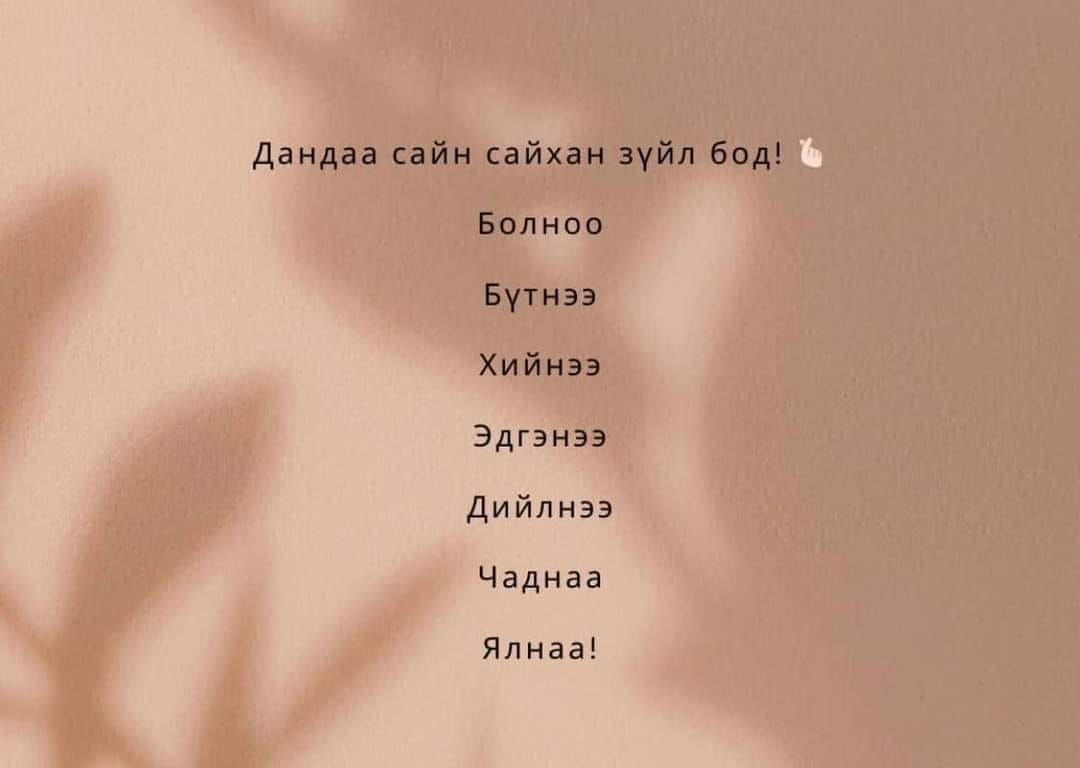 Дандаа сайн сайхан зүйл бод! 🫰🏻
Болноо
Бүтнээ
Хийнээ
Эдгэнээ
Дийлнээ
Чаднаа
Ялнаа!